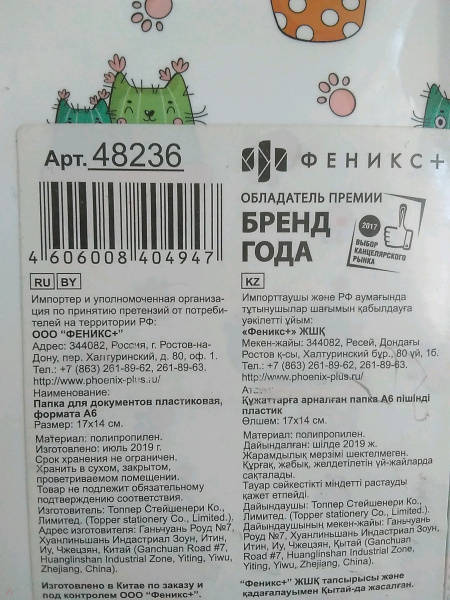 Арт. 48236
ФЕНИКС+
ОБЛАДАТЕЛЬ ПРЕМИИ
БРЕНД
ГОДА
2017
ВЫБОР
КАНЦЕЛЯРСКОГО
РЫНКА
4 606008 404947
RU BY
Импортер и уполномоченная организа-
ция по принятию претензий от потреби-
телей на территории РФ:
ООО "ФЕНИКС+"
Адрес: 344082, Россия, г. Ростов-на-
Дону, пер. Халтуринский, д. 80, оф. 1.
Тел.: +7 (863) 261-89-62, 263-89-63.
http://www.phoenix-plus.ru/
Наименование:
Папка для документов пластиковая,
формата А6
Размер: 17х14 см.
Материал: полипропилен.
Изготовлено: июль 2019 г.
Срок хранения не ограничен.
Хранить в сухом, закрытом,
проветриваемом помещении.
Товар не подлежит обязательному
подтверждению соответствия.
Изготовитель: Топпер Стейшенери Ко.,
Лимитед. (Topper stationery Co., Limited.).
Адрес изготовителя: Ганьчуань Роуд №7,
Хуанлиньшань Индастриал Зоун, Итин,
Иу, Чжецзян, Китай (Ganchuan Road #7,
Huanglinshan Industrial Zone, Yiting, Yiwu,
Zhejiang, China).
Изготовлено в Китае по заказу и
под контролем ООО "Феникс+".
KZ
Импорттаушы және РФ аумағында
тұтынушылар шағымын қабылдауға
уәкілетті ұйым:
«Феникс+» ЖШҚ
Мекен-жайы: 344082, Ресей, Дондағы
Ростов қ-сы, Халтуринский бұр., 80 үй, 1б.
Тел.: +7 (863) 261-89-62, 261-89-63.
http://www.phoenix-plus.ru/
Құжаттарға арналған папка А6 пішінді
пластик
Өлшем: 17х14 см.
Материал: полипропилен.
Дайындалған: шілде 2019 ж.
Жарамдылық мерзімі шектелмеген.
Құрғақ, жабық, желдетілетін үй-жайларда
сақталады.
Тауар сәйкестікті міндетті растауды
қажет етпейді.
Дайындаушы: Топпер Стейшенери Ко.,
Лимитед. (Topper stationery Co., Limited.).
Дайындаушының мекен-жайы: Ганьчуань
Роуд №7, Хуанлиньшань Индастриал Зоун,
Итин, Иу, Чжецзян, Қытай (Ganchuan
Road #7, Huanglinshan Industrial Zone,
Yiting, Yiwu, Zhejiang, China).
"Феникс+" ЖШҚ тапсырысы және
қадағалауымен Қытай-да жасалған.